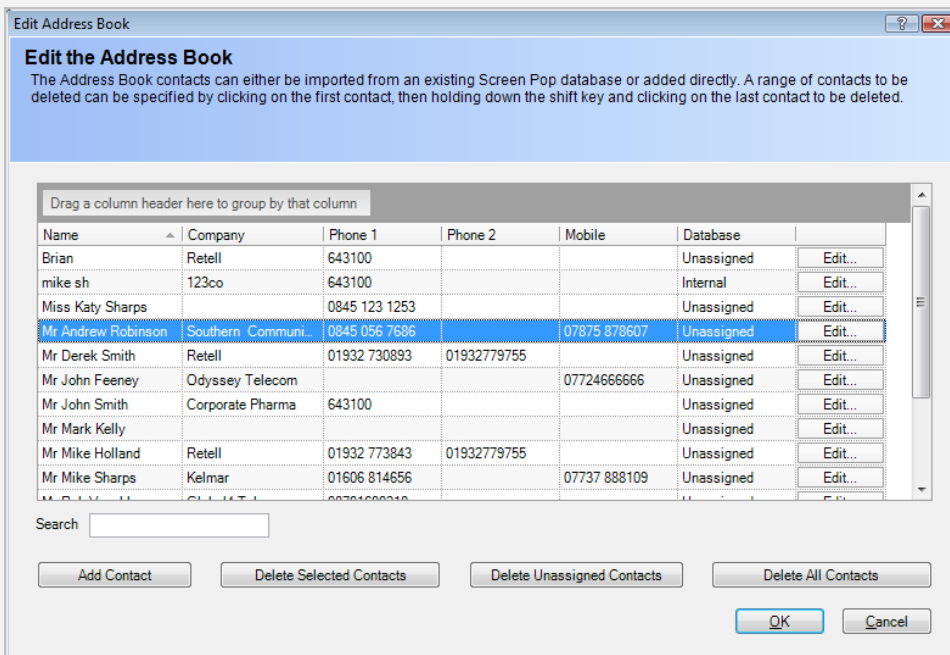 Edit Address Book
Edit the Address Book
The Address Book contacts can either be imported from an existing Screen Pop database or added directly. A range of contacts to be
deleted can be specified by clicking on the first contact, then holding down the shift key and clicking on the last contact to be deleted.
Drag a column header here to group by that column
Name Company Phone 1 Phone 2 Mobile Database
Brian Retell 643100 Unassigned Edit...
mike sh 123co 643100 Internal Edit...
Miss Katy Sharps 0845 123 1253 Unassigned Edit...
Mr Andrew Robinson Southern Communi... 0845 056 7686 07875 878607 Unassigned Edit...
Mr Derek Smith Retell 01932 730893 01932779755 Unassigned Edit...
Mr John Feeney Odyssey Telecom 07724666666 Unassigned Edit...
Mr John Smith Corporate Pharma 643100 Unassigned Edit...
Mr Mark Kelly Unassigned Edit...
Mr Mike Holland Retell 01932 773843 01932779755 Unassigned Edit...
Mr Mike Sharps Kelmar 01606 814656 07737 888109 Unassigned Edit...
Search
Add Contact Delete Selected Contacts Delete Unassigned Contacts Delete All Contacts
OK Cancel